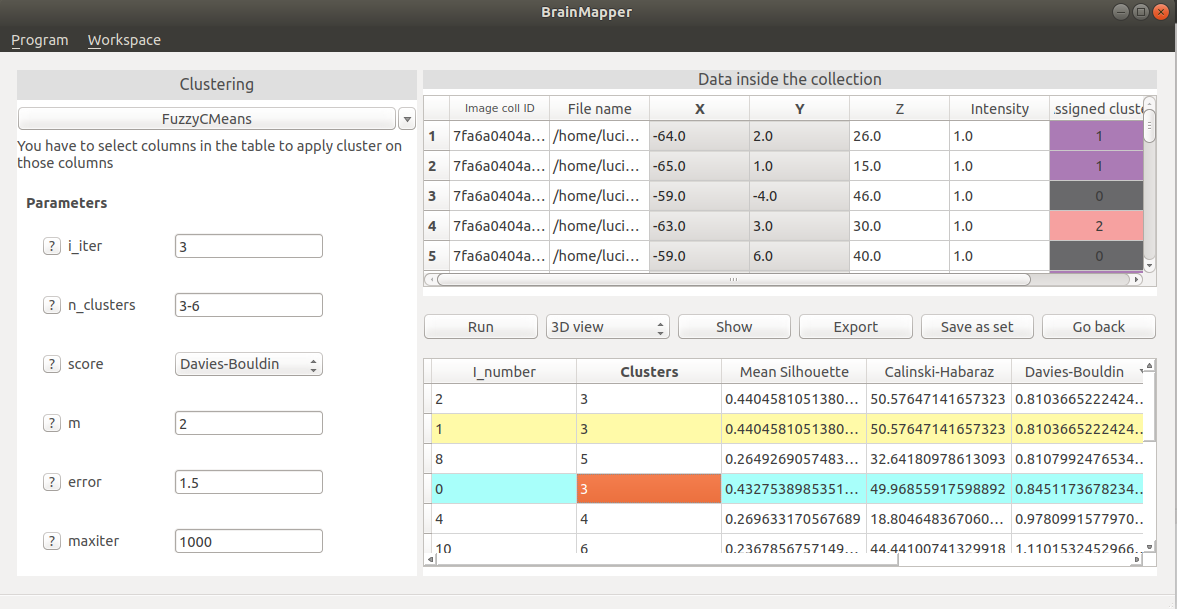 BrainMapper
Program Workspace
Clustering
FuzzyCMeans
You have to select columns in the table to apply cluster on
those columns
Parameters
? i_iter 3
? n_clusters 3-6
? score Davies-Bouldin
? m 2
? error 1.5
? maxiter 1000
Data inside the collection
Image coll ID File name X Y Z Intensity ssigned cluste
1 7fa6a0404a... /home/luci... -64.0 2.0 26.0 1.0 1
2 7fa6a0404a... /home/luci... -65.0 1.0 15.0 1.0 1
3 7fa6a0404a... /home/luci... -59.0 -4.0 46.0 1.0 0
4 7fa6a0404a... /home/luci... -63.0 3.0 30.0 1.0 2
5 7fa6a0404a... /home/luci... -59.0 6.0 40.0 1.0 0
Run 3D view Show Export Save as set Go back
I_number Clusters Mean Silhouette Calinski-Habaraz Davies-Bouldin
2 3 0.4404581051380... 50.57647141657323 0.8103665222424...
1 3 0.4404581051380... 50.57647141657323 0.8103665222424...
8 5 0.2649269057483... 32.64180978613093 0.8107992476534...
0 3 0.4327538985351... 49.96855917598892 0.8451173678234...
4 4 0.269633170567689 18.804648367060... 0.9780991577970...
10 6 0.2367856757149... 44.44100741329918 1.1101532452966...